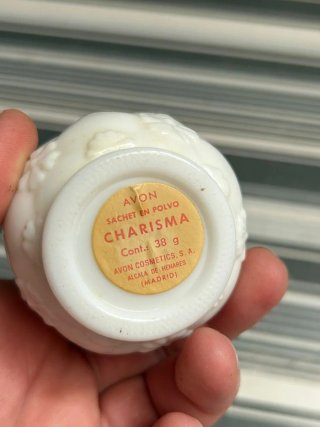 AVON
SACHET EN POLVO
CHARISMA
Cont.: 38 g
AVON COSMETICS, S. A.
ALCALA DE HENARES
(MADRID)